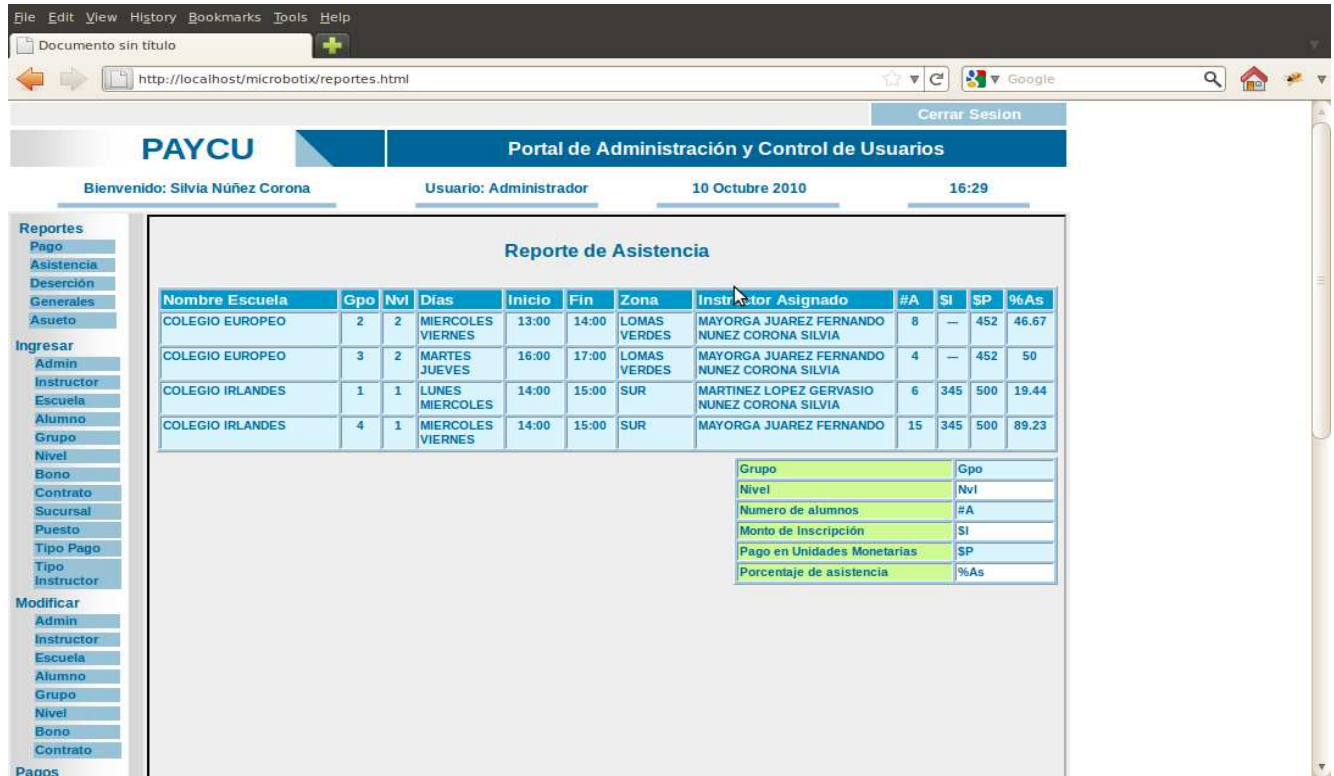 File Edit View History Bookmarks Tools Help
Documento sin título
http://localhost/microbotix/reportes.html Google
Cerrar Sesion
PAYCU Portal de Administración y Control de Usuarios
Bienvenido: Silvia Núñez Corona Usuario: Administrador 10 Octubre 2010 16:29
Reportes
Pago
Asistencia
Deserción
Generales
Asueto
Ingresar
Admin
Instructor
Escuela
Alumno
Grupo
Nivel
Bono
Contrato
Sucursal
Puesto
Tipo Pago
Tipo
Instructor
Modificar
Admin
Instructor
Escuela
Alumno
Grupo
Nivel
Bono
Contrato
Pagos
Reporte de Asistencia
Nombre Escuela Gpo Nvl Días Inicio Fin Zona Instructor Asignado #A $I $P %As
COLEGIO EUROPEO 2 2 MIERCOLES 13:00 14:00 LOMAS MAYORGA JUAREZ FERNANDO 8 --- 452 46.67
VIERNES VERDES NUNEZ CORONA SILVIA
COLEGIO EUROPEO 3 2 MARTES 16:00 17:00 LOMAS MAYORGA JUAREZ FERNANDO 4 --- 452 50
JUEVES VERDES NUNEZ CORONA SILVIA
COLEGIO IRLANDES 1 1 LUNES 14:00 15:00 SUR MARTINEZ LOPEZ GERVASIO 6 345 500 19.44
MIERCOLES NUNEZ CORONA SILVIA
COLEGIO IRLANDES 4 1 MIERCOLES 14:00 15:00 SUR MAYORGA JUAREZ FERNANDO 15 345 500 89.23
VIERNES
Grupo Gpo
Nivel Nvl
Numero de alumnos #A
Monto de Inscripción $I
Pago en Unidades Monetarias $P
Porcentaje de asistencia %As